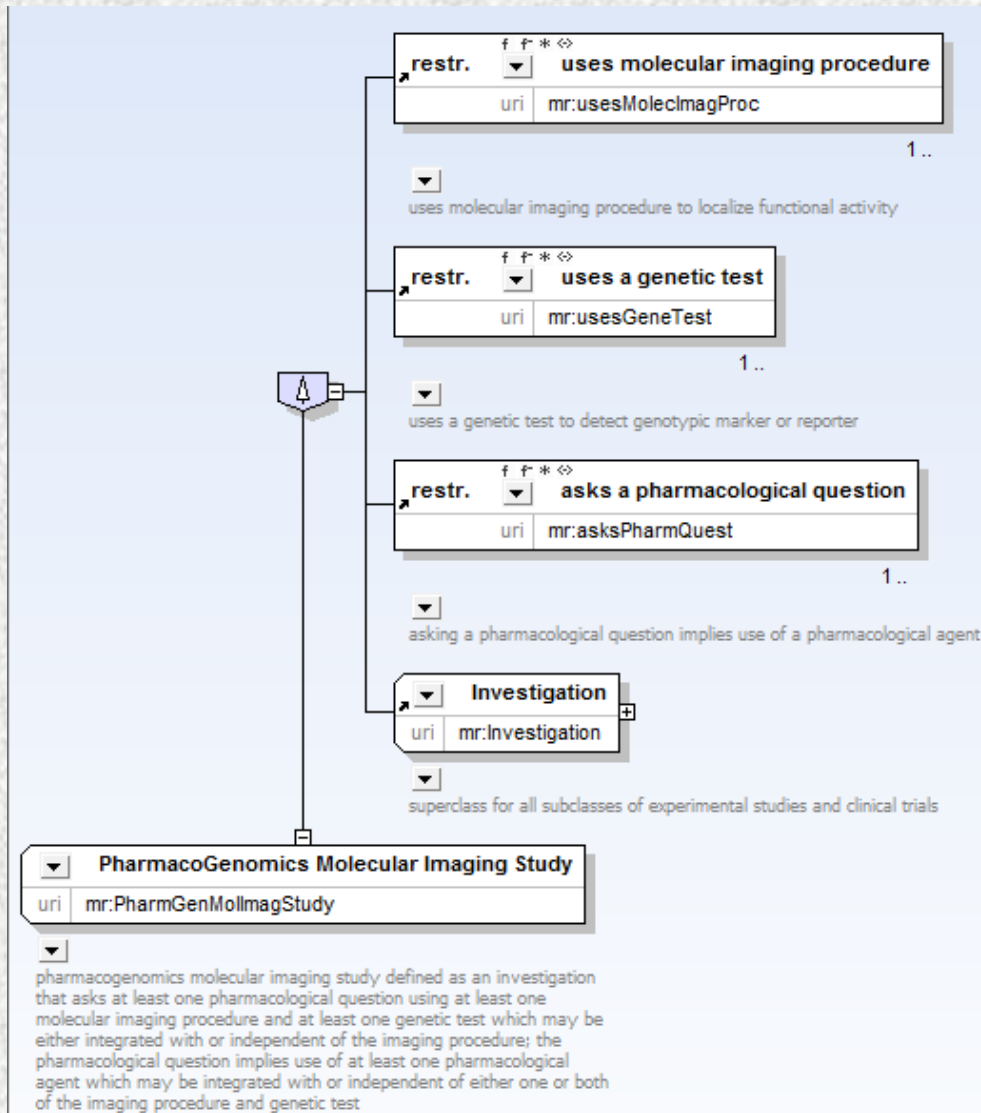 f f- * <>
restr. uses molecular imaging procedure
uri mr:usesMolecImagProc
1 ..
uses molecular imaging procedure to localize functional activity
f f- * <>
restr. uses a genetic test
uri mr:usesGeneTest
1 ..
uses a genetic test to detect genotypic marker or reporter
f f- * <>
restr. asks a pharmacological question
uri mr:asksPharmQuest
1 ..
asking a pharmacological question implies use of a pharmacological agent
Investigation
uri mr:Investigation
superclass for all subclasses of experimental studies and clinical trials
PharmacoGenomics Molecular Imaging Study
uri mr:PharmGenMolImagStudy
pharmacogenomics molecular imaging study defined as an investigation
that asks at least one pharmacological question using at least one
molecular imaging procedure and at least one genetic test which may be
either integrated with or independent of the imaging procedure; the
pharmacological question implies use of at least one pharmacological
agent which may be integrated with or independent of either one or both
of the imaging procedure and genetic test